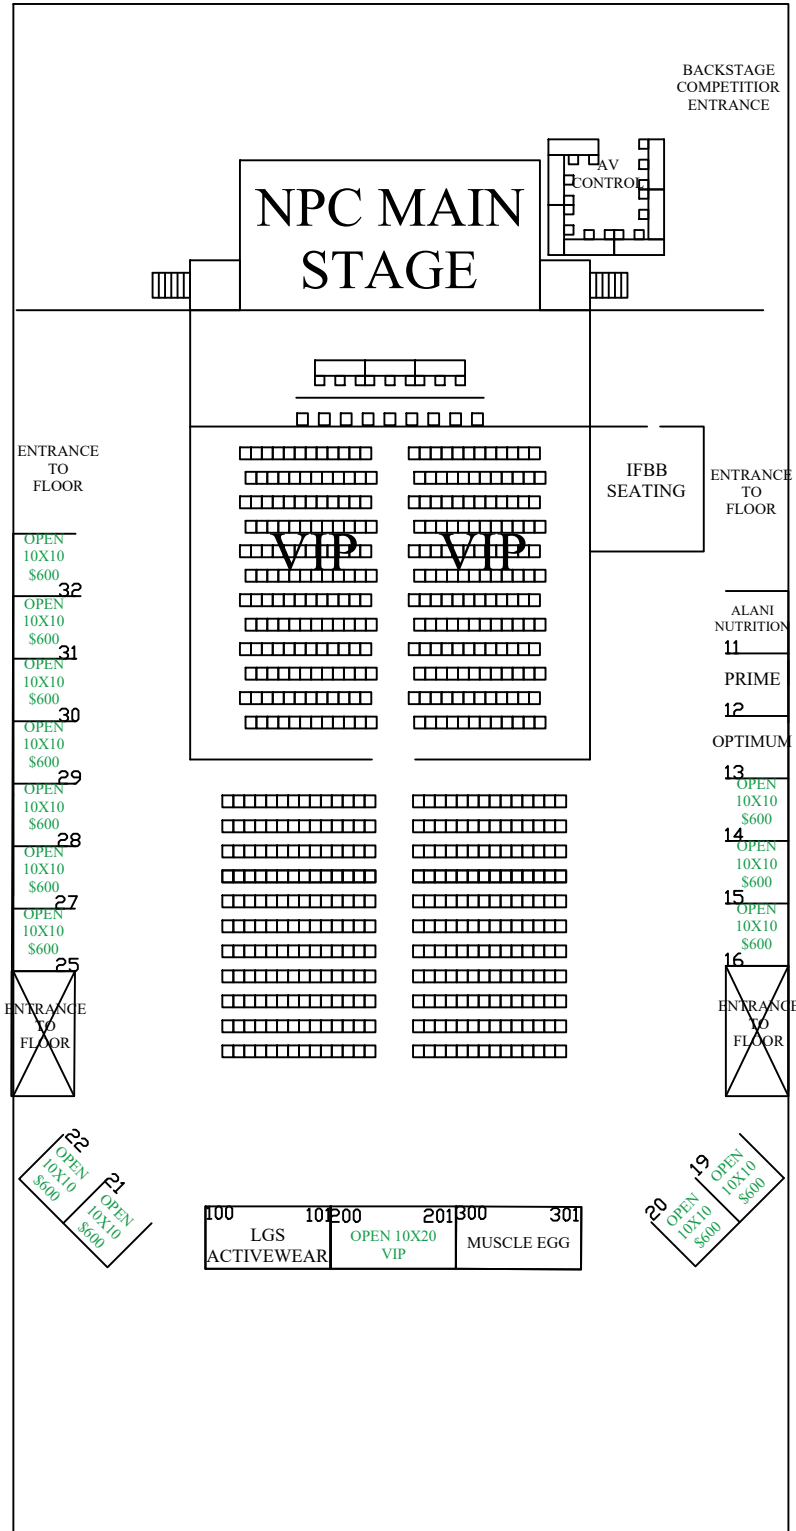 BACKSTAGE
COMPETITIOR
ENTRANCE
AV
CONTROL
NPC MAIN
STAGE
ENTRANCE
TO
FLOOR
IFBB
SEATING
ENTRANCE
TO
FLOOR
VIP
VIP
OPEN
10X10
$600
32
OPEN
10X10
$600
31
OPEN
10X10
$600
30
OPEN
10X10
$600
29
OPEN
10X10
$600
28
OPEN
10X10
$600
27
OPEN
10X10
$600
25
ENTRANCE
TO
FLOOR
ALANI
NUTRITION
11
PRIME
12
OPTIMUM
13
OPEN
10X10
$600
14
OPEN
10X10
$600
15
OPEN
10X10
$600
16
ENTRANCE
TO
FLOOR
22
OPEN
10X10
$600
21
OPEN
10X10
$600
19
OPEN
10X10
$600
20
OPEN
10X10
$600
100 101
LGS
ACTIVEWEAR
200 201
OPEN 10X20
VIP
300 301
MUSCLE EGG